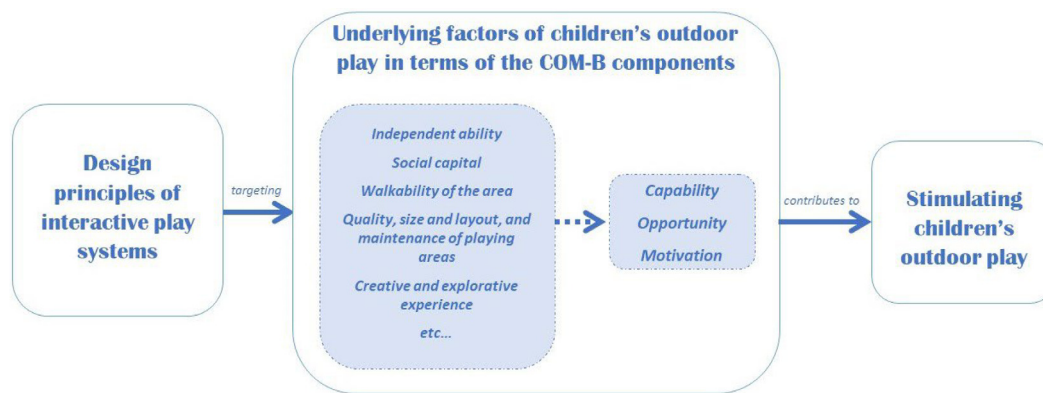 Underlying factors of children's outdoor
play in terms of the COM-B components
Design
principles of
interactive play
systems
targeting
Independent ability
Social capital
Walkability of the area
Quality, size and layout, and
maintenance of playing
areas
Creative and explorative
experience
etc...
Capability
Opportunity
Motivation
contributes to
Stimulating
children's
outdoor play